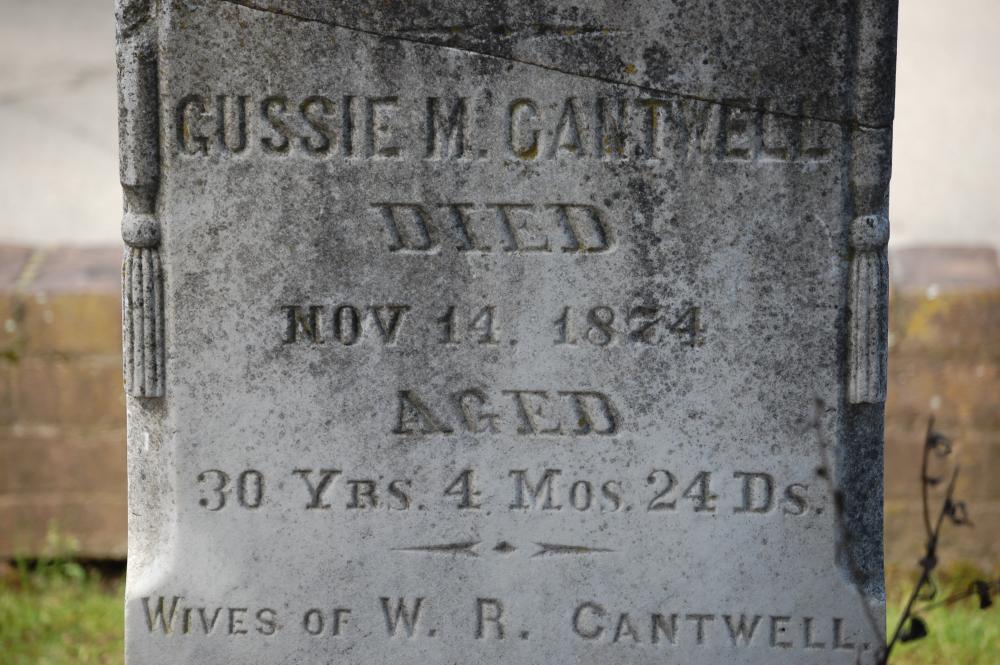 GUSSIE M. CANTWELL
DIED
NOV 14. 1874
AGED
30 YRS. 4 MOS. 24 DS.
WIVES OF W. R. CANTWELL.